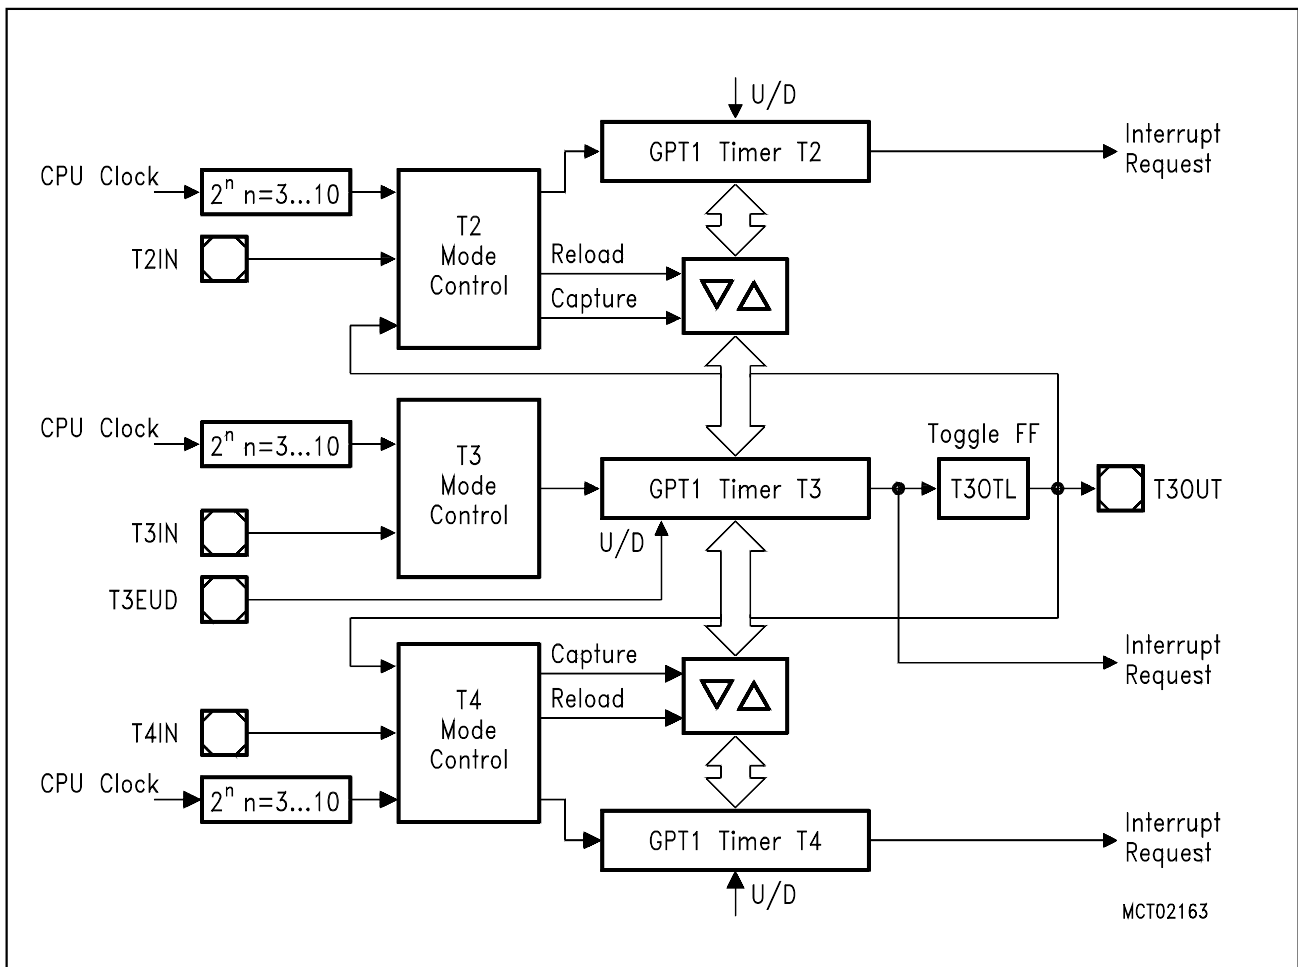 U/D
GPT1 Timer T2
Interrupt
Request
CPU Clock
2ⁿ n=3...10
T2IN
T2
Mode
Control
Reload
Capture
CPU Clock
2ⁿ n=3...10
T3
Mode
Control
Toggle FF
GPT1 Timer T3
T3OTL
T3OUT
U/D
T3IN
T3EUD
Interrupt
Request
Capture
Reload
T4
Mode
Control
T4IN
CPU Clock
2ⁿ n=3...10
GPT1 Timer T4
Interrupt
Request
U/D
MCT02163